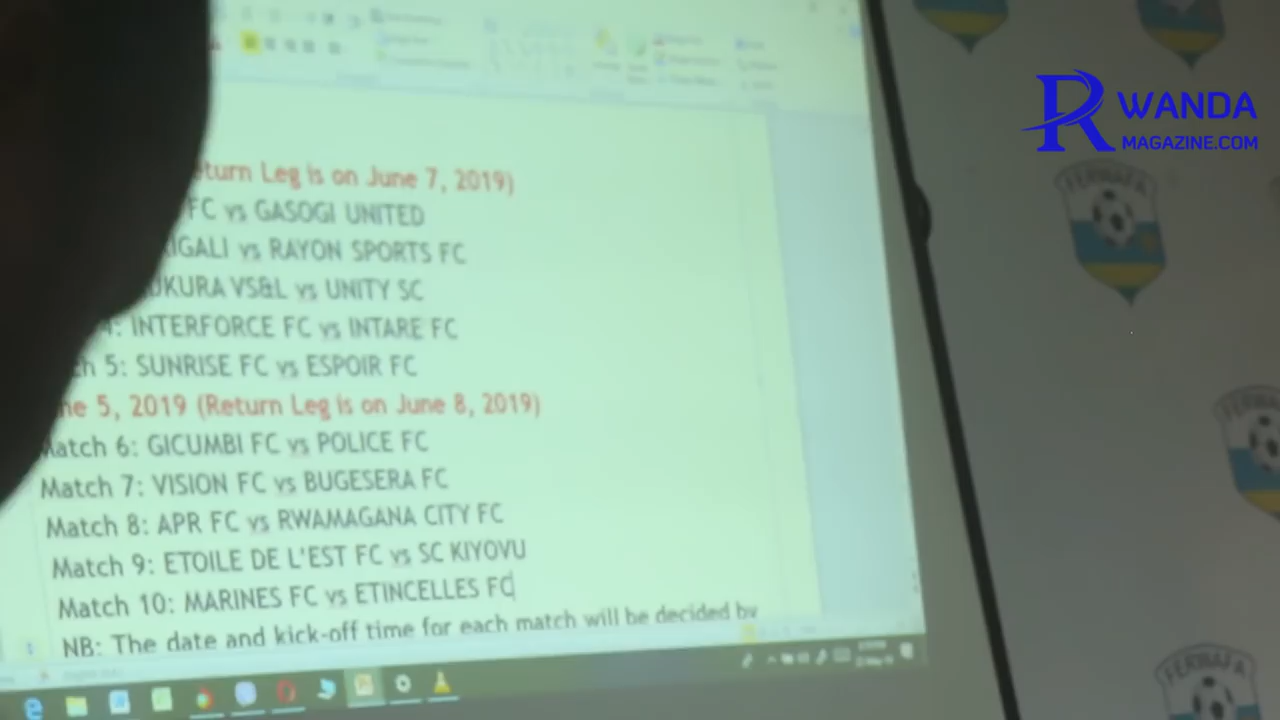 RWANDA
MAGAZINE.COM
FERWAFA
eturn Leg is on June 7, 2019)
FC vs GASOGI UNITED
IGALI vs RAYON SPORTS FC
UKURA VS&L vs UNITY SC
4: INTERFORCE FC vs INTARE FC
ch 5: SUNRISE FC vs ESPOIR FC
ne 5, 2019 (Return Leg is on June 8, 2019)
Match 6: GICUMBI FC vs POLICE FC
Match 7: VISION FC vs BUGESERA FC
Match 8: APR FC vs RWAMAGANA CITY FC
Match 9: ETOILE DE L'EST FC vs SC KIYOVU
Match 10: MARINES FC vs ETINCELLES FC
NB: The date and kick-off time for each match will be decided by
FERWAFA
FERWAFA